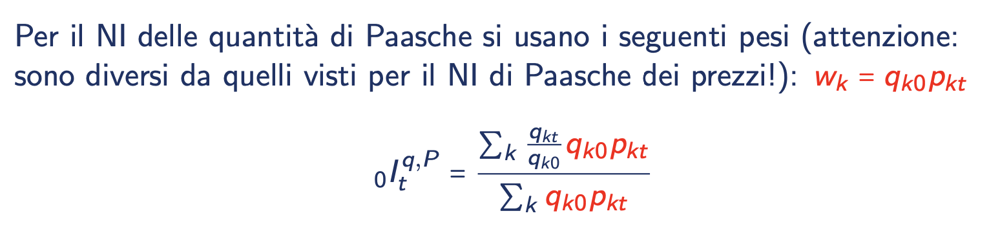 Per il NI delle quantità di Paasche si usano i seguenti pesi (attenzione:
sono diversi da quelli visti per il NI di Paasche dei prezzi!): w_k = q_{k0}p_{kt}
_0I_t^{q,P} = \frac{\sum_k \frac{q_{kt}}{q_{k0}} q_{k0}p_{kt}}{\sum_k q_{k0}p_{kt}}